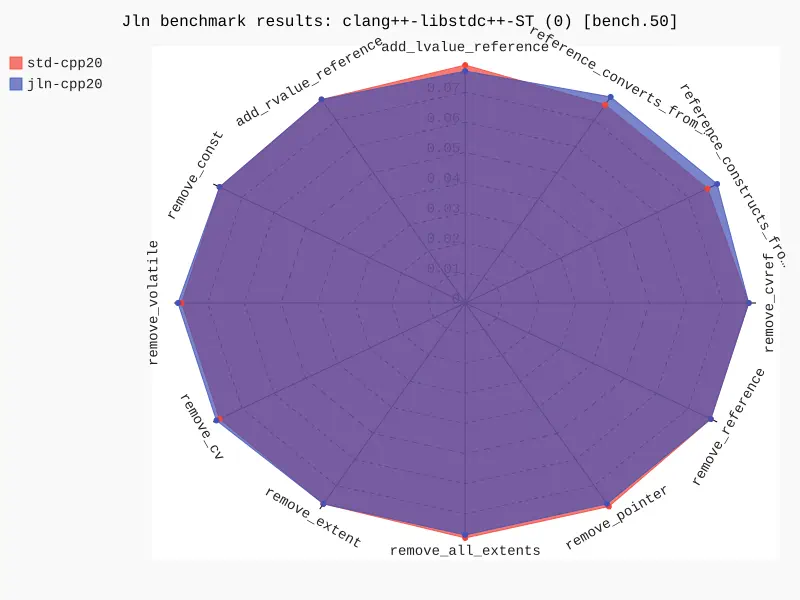 Jln benchmark results: clang++-libstdc++-ST (0) [bench.50]
std-cpp20
jln-cpp20
add_lvalue_reference
reference_converts_from_…
reference_constructs_fro…
remove_cvref
remove_reference
remove_pointer
remove_all_extents
remove_extent
remove_cv
remove_volatile
remove_const
add_rvalue_reference
0.07
0.06
0.05
0.04
0.03
0.02
0.01
0